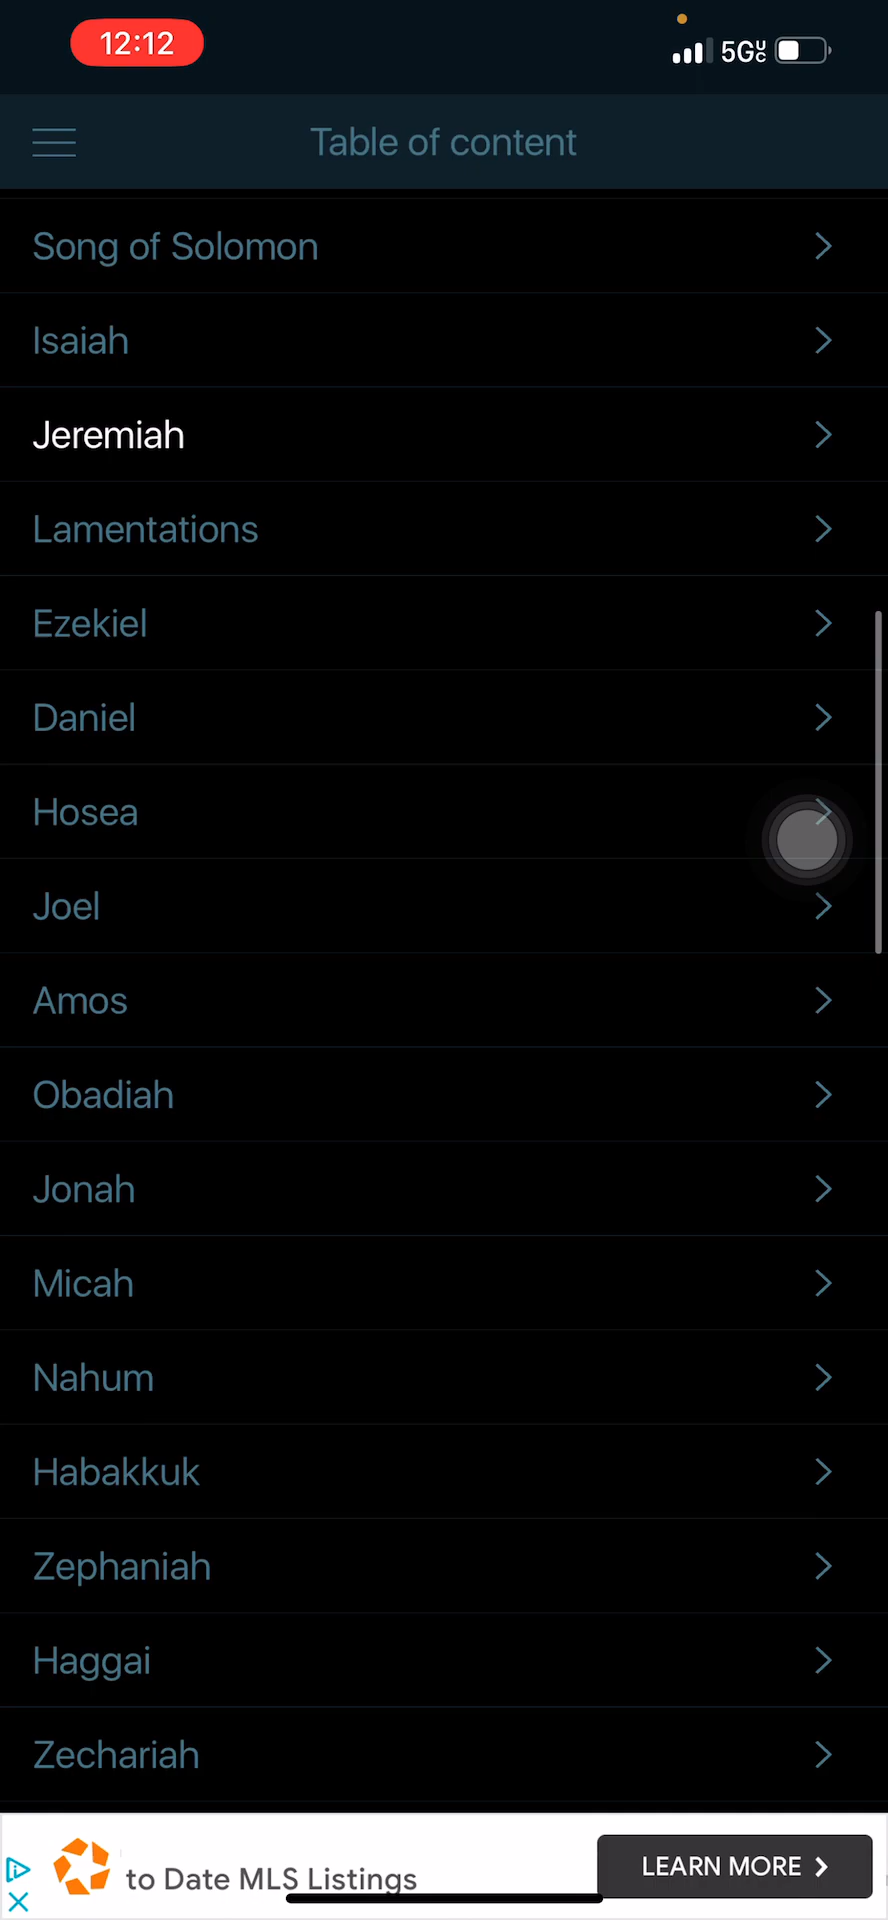 12:12
5G UC
Table of content
Song of Solomon
Isaiah
Jeremiah
Lamentations
Ezekiel
Daniel
Hosea
Joel
Amos
Obadiah
Jonah
Micah
Nahum
Habakkuk
Zephaniah
Haggai
Zechariah
to Date MLS Listings
LEARN MORE